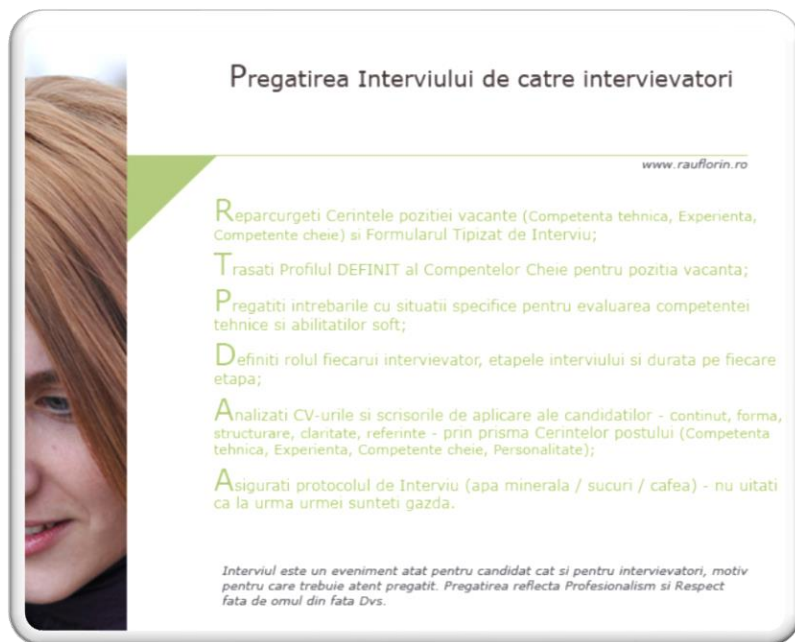 Pregatirea Interviului de catre intervievatori
www.rauflorin.ro
Reparcurgeti Cerintele pozitiei vacante (Competenta tehnica, Experienta,
Competente cheie) si Formularul Tipizat de Interviu;
Trasati Profilul DEFINIT al Compentelor Cheie pentru pozitia vacanta;
Pregatiti intrebarile cu situatii specifice pentru evaluarea competentei
tehnice si abilitatilor soft;
Definiti rolul fiecarui intervievator, etapele interviului si durata pe fiecare
etapa;
Analizati CV-urile si scrisorile de aplicare ale candidatilor - continut, forma,
structurare, claritate, referinte - prin prisma Cerintelor postului (Competenta
tehnica, Experienta, Competente cheie, Personalitate);
Asigurati protocolul de Interviu (apa minerala / sucuri / cafea) - nu uitati
ca la urma urmei sunteti gazda.
Interviul este un eveniment atat pentru candidat cat si pentru intervievatori, motiv
pentru care trebuie atent pregatit. Pregatirea reflecta Profesionalism si Respect
fata de omul din fata Dvs.